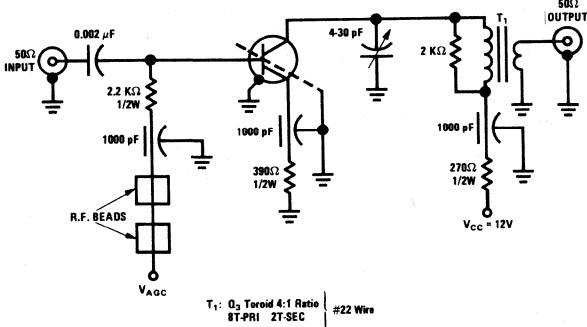 50Ω
INPUT
0.002 μF
2.2 KΩ
1/2W
1000 pF
R.F. BEADS
VAGC
1000 pF
390Ω
1/2W
4-30 pF
2 KΩ
T1
50Ω
OUTPUT
1000 pF
270Ω
1/2W
VCC = 12V
T1: Q3 Toroid 4:1 Ratio
8T-PRI 2T-SEC
#22 Wire